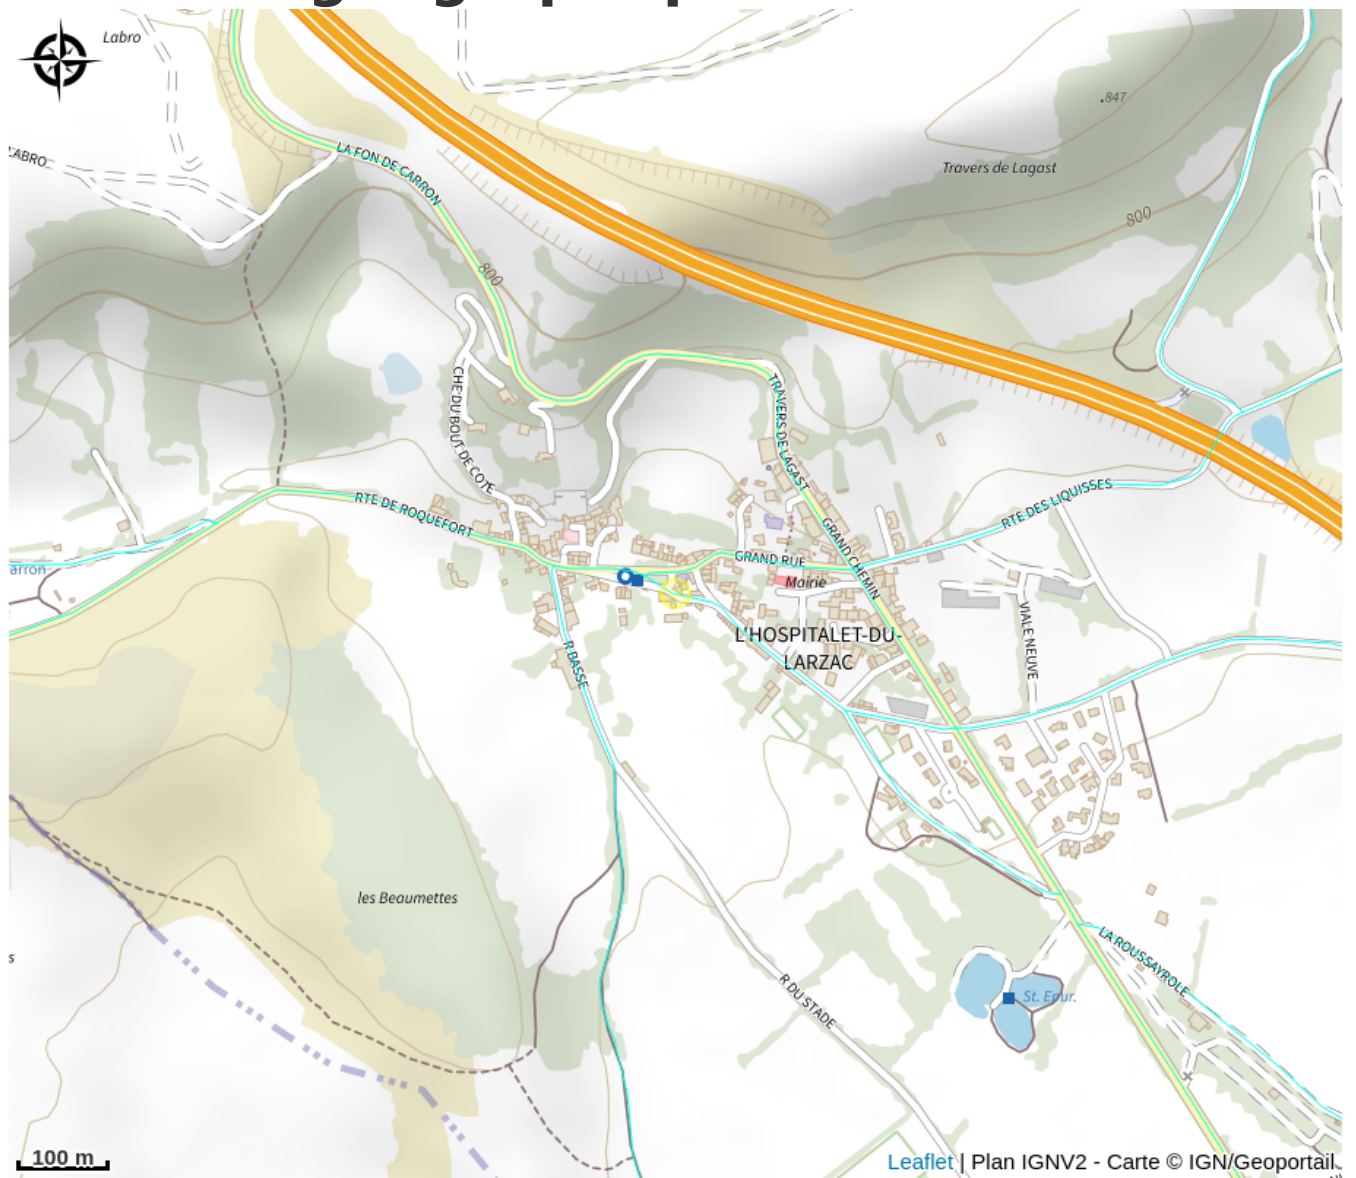 Labro
LABRO
LA FON DE CARRON
.847
Travers de Lagast
800
800
CHE DU BOUT DE COTE
TRAVERS DE LAGAST
RTE DE ROQUEFORT
RTE DES LIQUISSES
GRAND CHEMIN
GRAND RUE
Mairie
arron
L'HOSPITALET-DU-
LARZAC
R BASSE
VIALE NEUVE
les Beaumettes
s
LA ROUSSAYROLE
R DU STADE
St. Epur.
100 m
Leaflet | Plan IGNV2 - Carte © IGN/Geoportail